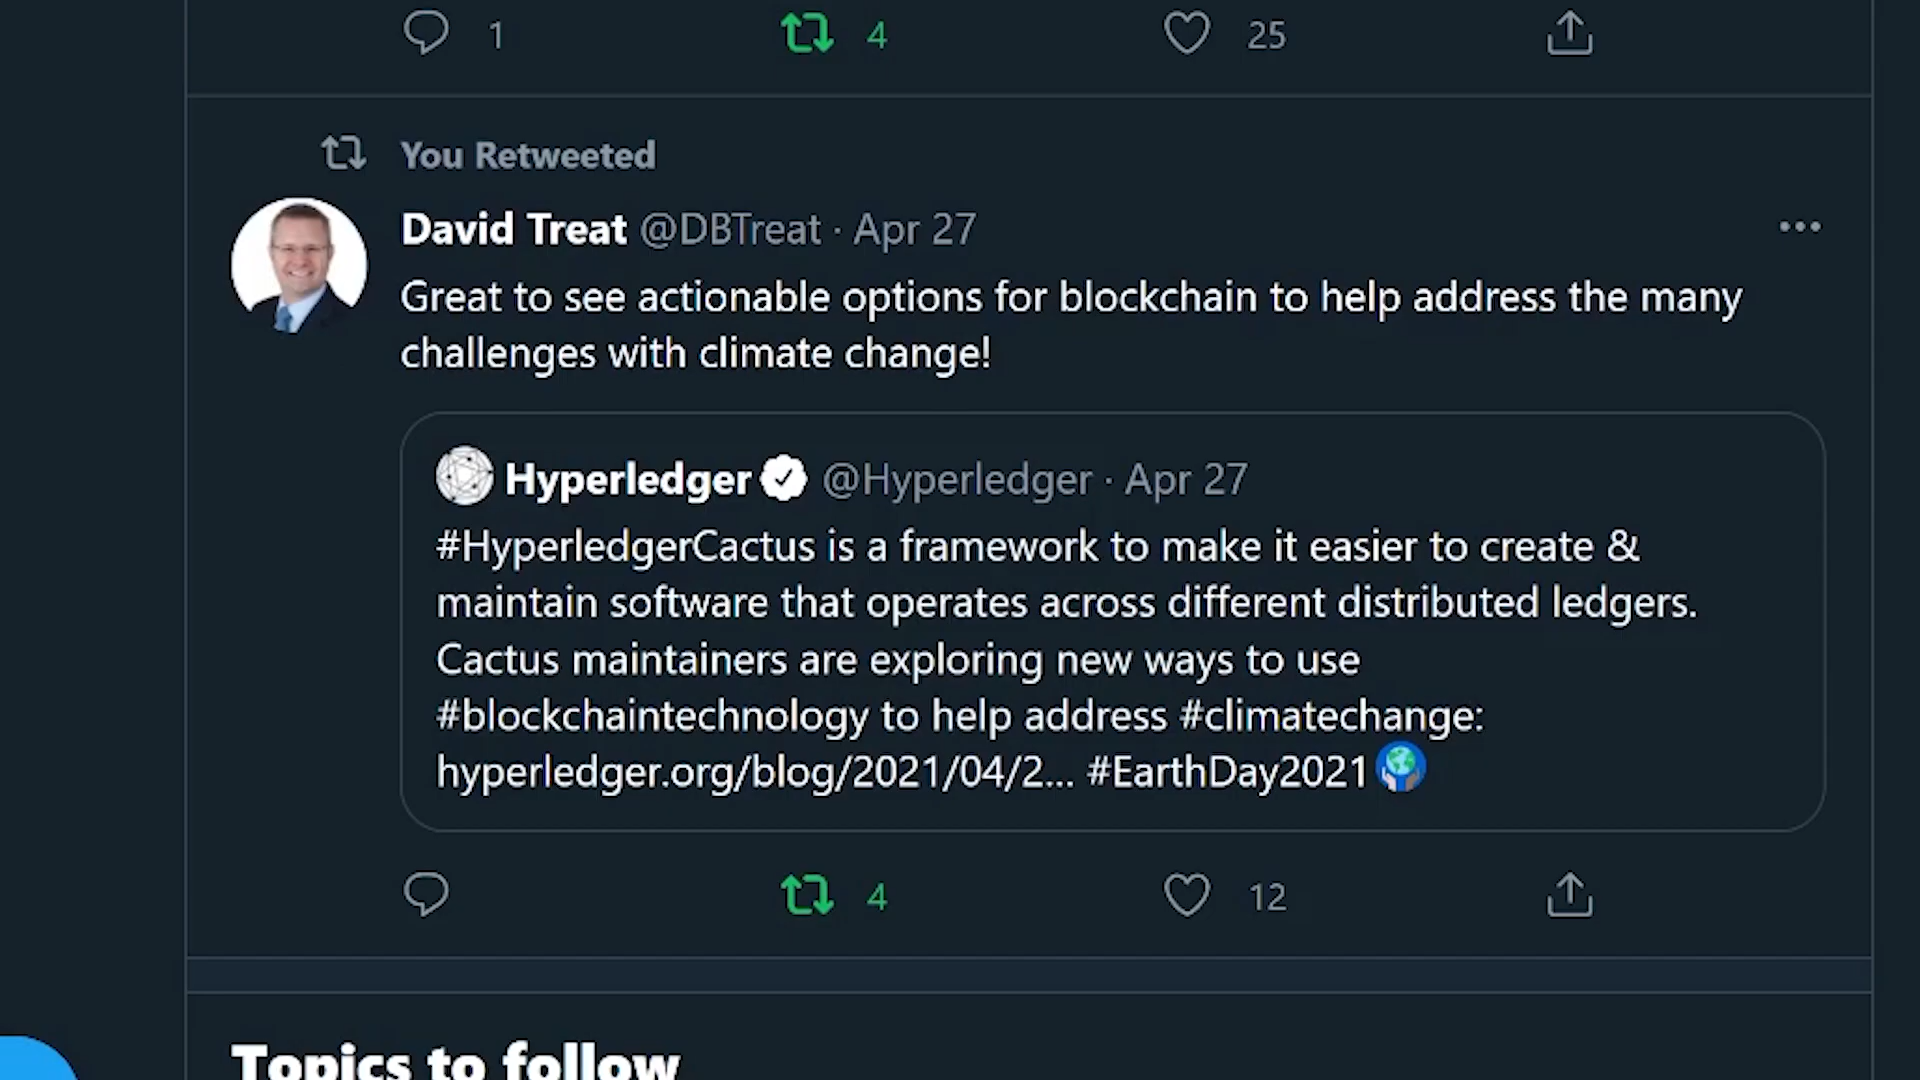 1 4 25
You Retweeted
David Treat @DBTreat · Apr 27
Great to see actionable options for blockchain to help address the many
challenges with climate change!
Hyperledger @Hyperledger · Apr 27
#HyperledgerCactus is a framework to make it easier to create &
maintain software that operates across different distributed ledgers.
Cactus maintainers are exploring new ways to use
#blockchaintechnology to help address #climatechange:
hyperledger.org/blog/2021/04/2... #EarthDay2021
4 12
Topics to follow